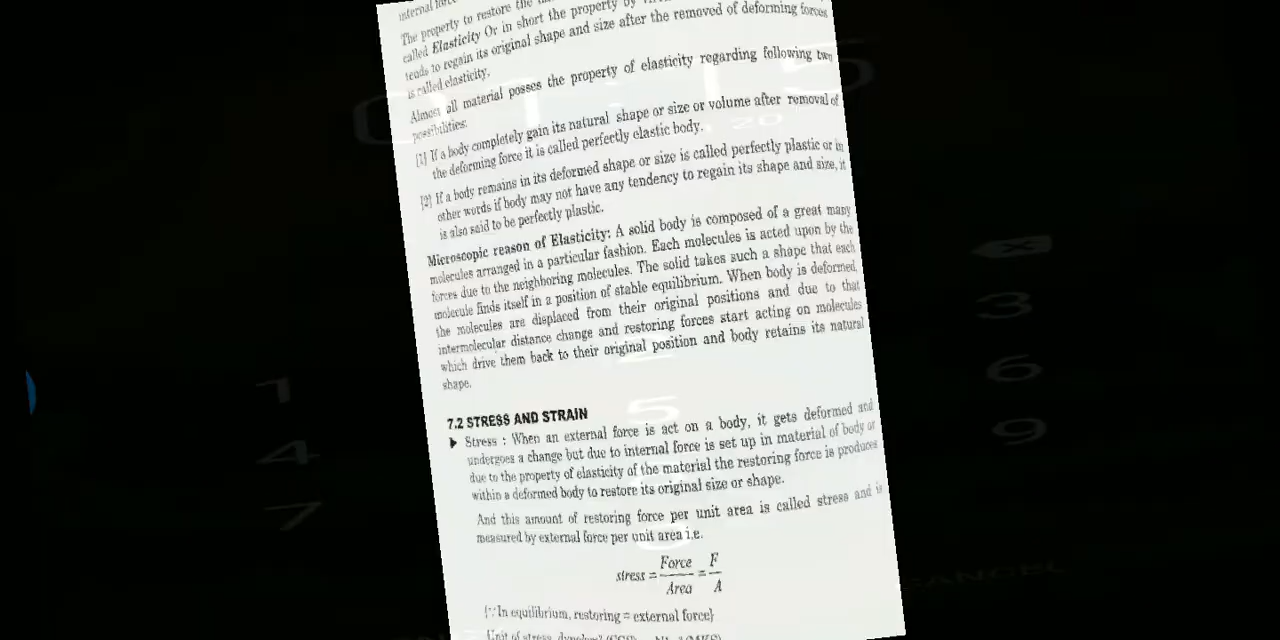 internal force
The property to restore the
called Elasticity Or in short the property by
tends to regain its original shape and size after the removed of deforming forces
is called elasticity.
Almost all material posses the property of elasticity regarding following two
possibilities:
[1] If a body completely gain its natural shape or size or volume after removal of
the deforming force it is called perfectly elastic body.
[2] If a body remains in its deformed shape or size is called perfectly plastic or in
other words if body may not have any tendency to regain its shape and size, it
is also said to be perfectly plastic.
Microscopic reason of Elasticity: A solid body is composed of a great many
molecules arranged in a particular fashion. Each molecules is acted upon by the
forces due to the neighboring molecules. The solid takes such a shape that each
molecule finds itself in a position of stable equilibrium. When body is deformed,
the molecules are displaced from their original positions and due to that
intermolecular distance change and restoring forces start acting on molecules
which drive them back to their original position and body retains its natural
shape.
7.2 STRESS AND STRAIN
▶ Stress : When an external force is act on a body, it gets deformed and
undergoes a change but due to internal force is set up in material of body or
due to the property of elasticity of the material the restoring force is produces
within a deformed body to restore its original size or shape.
And this amount of restoring force per unit area is called stress and is
measured by external force per unit area i.e.
stress = Force / Area = F / A
{∵ In equilibrium, restoring = external force}
Unit of stress,
1
4
7
5
3
6
9
20
CANCEL